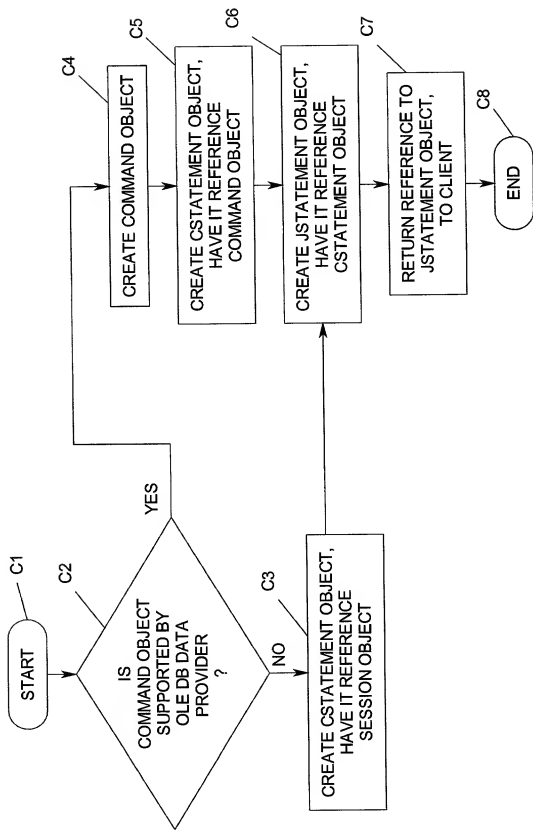 START
C1
IS
COMMAND OBJECT
SUPPORTED BY
OLE DB DATA
PROVIDER
?
C2
YES
NO
CREATE CSTATEMENT OBJECT,
HAVE IT REFERENCE
SESSION OBJECT
C3
CREATE COMMAND OBJECT
C4
CREATE CSTATEMENT OBJECT,
HAVE IT REFERENCE
COMMAND OBJECT
C5
CREATE JSTATEMENT OBJECT,
HAVE IT REFERENCE
CSTATEMENT OBJECT
C6
RETURN REFERENCE TO
JSTATEMENT OBJECT,
TO CLIENT
C7
END
C8